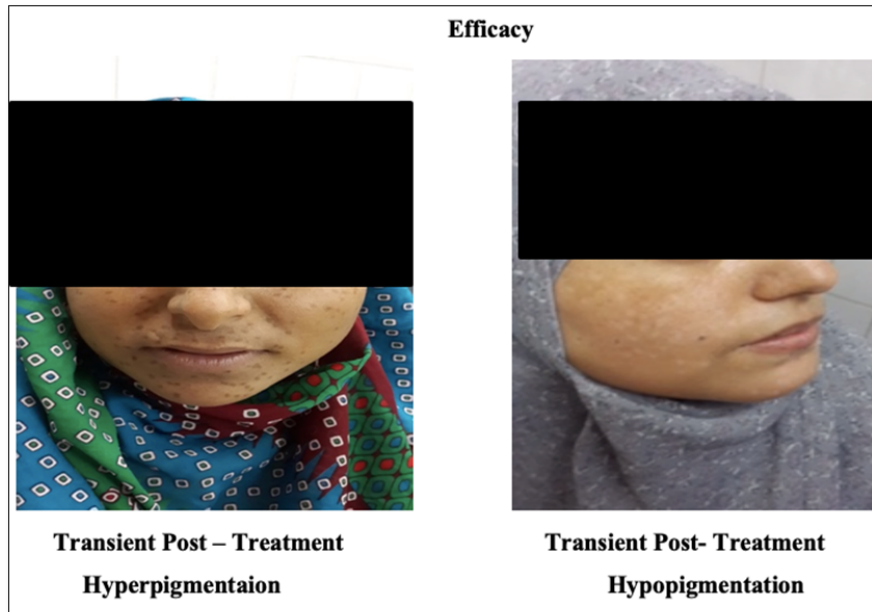 Efficacy
Transient Post – Treatment
Hyperpigmentaion
Transient Post- Treatment
Hypopigmentation